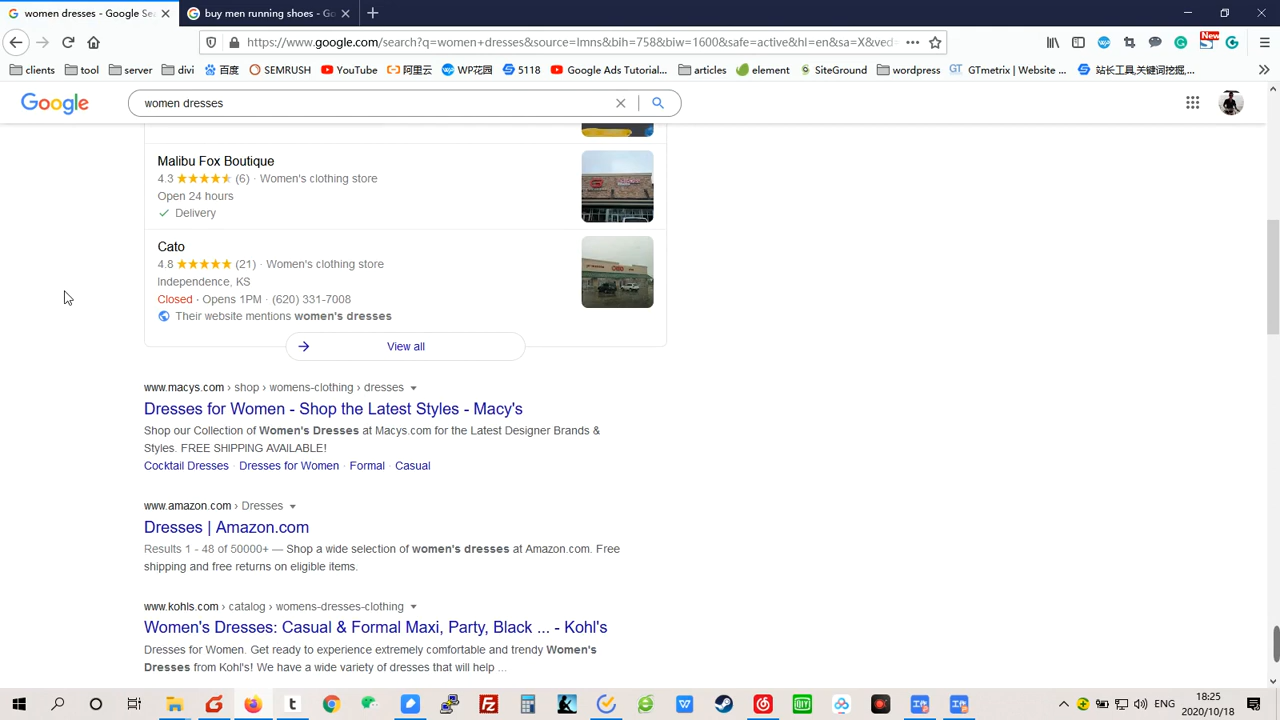 women dresses - Google Sea
buy men running shoes - Go
https://www.google.com/search?q=women+dresses&source=lmns&bih=758&biw=1600&safe=active&hl=en&sa=X&ved
New
clients
tool
server
divi
百度
SEMRUSH
YouTube
阿里云
WP花园
5118
Google Ads Tutorial...
articles
element
SiteGround
wordpress
GT GTmetrix | Website ...
站长工具,关键词挖掘,...
Google
women dresses
Malibu Fox Boutique
4.3 (6) · Women's clothing store
Open 24 hours
Delivery
Cato
4.8 (21) · Women's clothing store
Independence, KS
Closed · Opens 1PM · (620) 331-7008
Their website mentions women's dresses
View all
www.macys.com › shop › womens-clothing › dresses
Dresses for Women - Shop the Latest Styles - Macy's
Shop our Collection of Women's Dresses at Macys.com for the Latest Designer Brands &
Styles. FREE SHIPPING AVAILABLE!
Cocktail Dresses · Dresses for Women · Formal · Casual
www.amazon.com › Dresses
Dresses | Amazon.com
Results 1 - 48 of 50000+ — Shop a wide selection of women's dresses at Amazon.com. Free
shipping and free returns on eligible items.
www.kohls.com › catalog › womens-dresses-clothing
Women's Dresses: Casual & Formal Maxi, Party, Black ... - Kohl's
Dresses for Women. Get ready to experience extremely comfortable and trendy Women's
Dresses from Kohl's! We have a wide variety of dresses that will help ...
ENG
18:25
2020/10/18